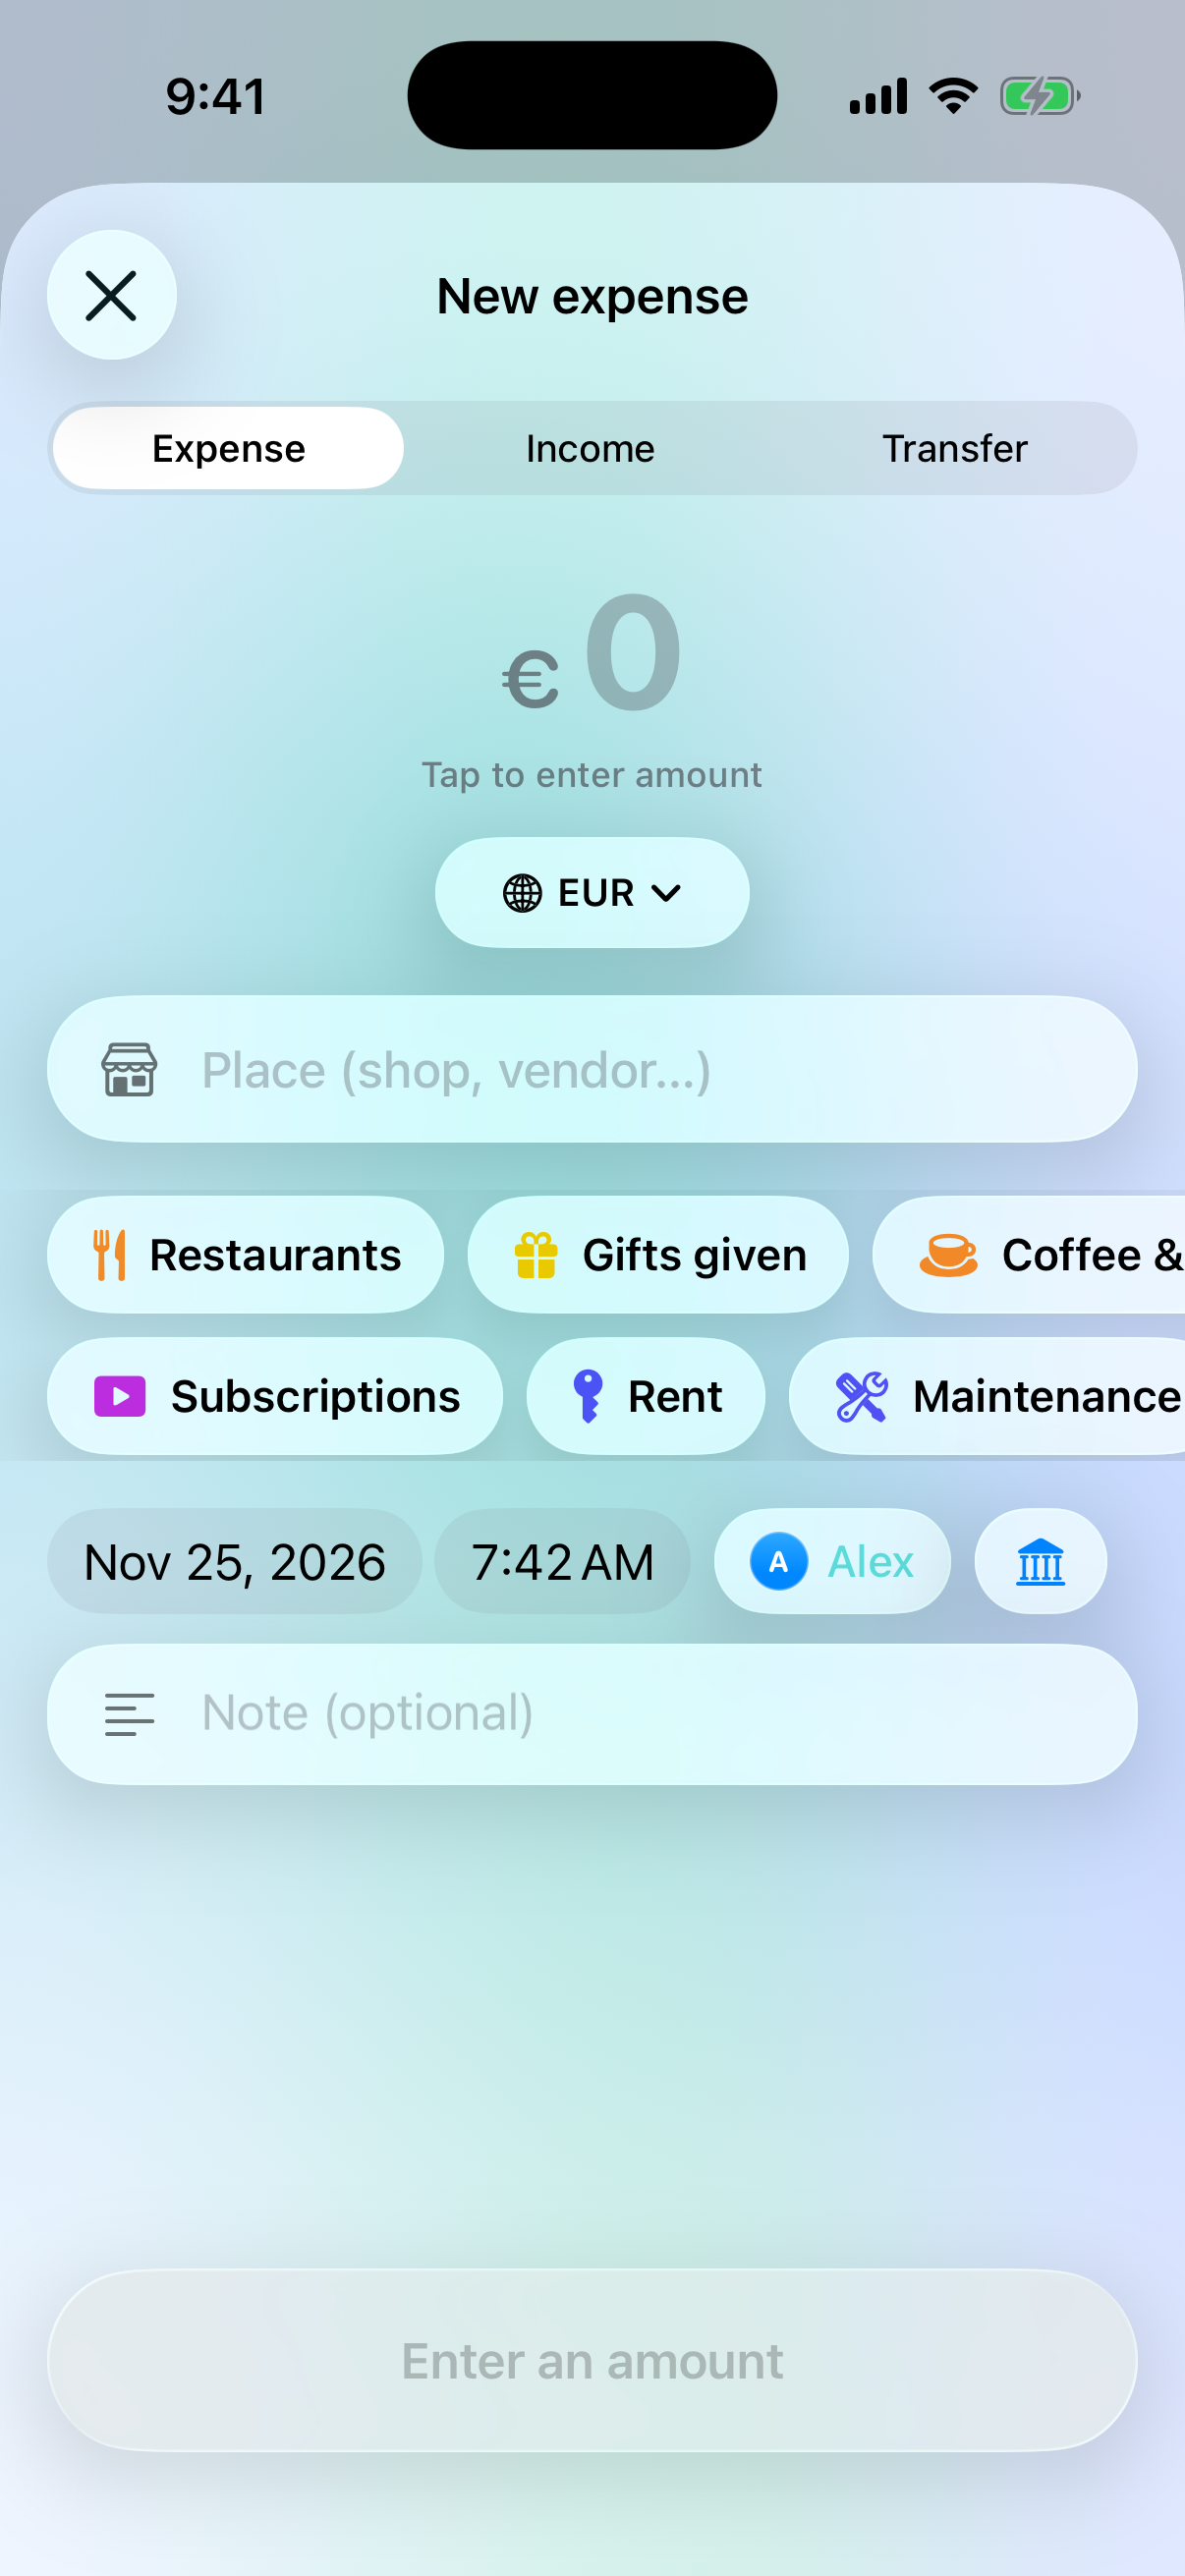 9:41
New expense
Expense Income Transfer
€ 0
Tap to enter amount
EUR
Place (shop, vendor...)
Restaurants Gifts given Coffee &
Subscriptions Rent Maintenance
Nov 25, 2026 7:42 AM A Alex
Note (optional)
Enter an amount